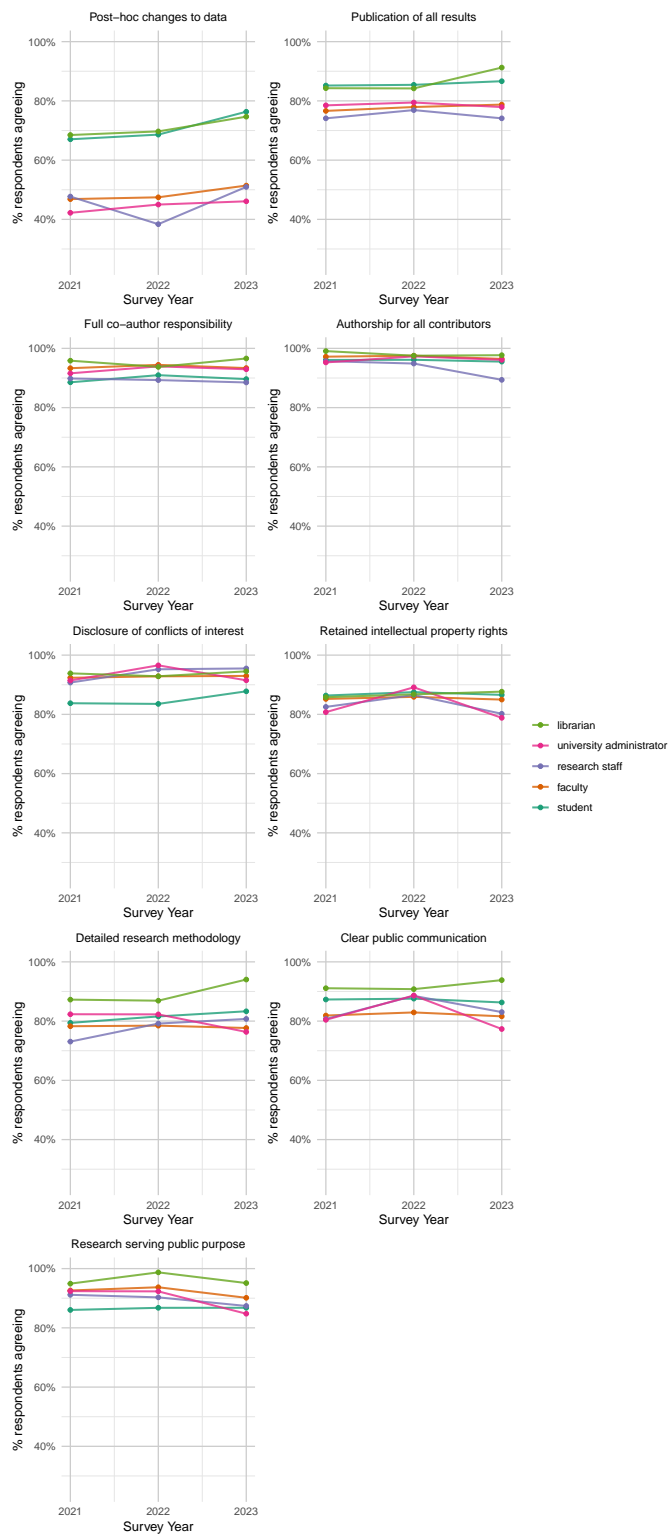 Post−hoc changes to data
% respondents agreeing
100%
80%
60%
40%
2021 2022 2023
Survey Year
Publication of all results
% respondents agreeing
100%
80%
60%
40%
2021 2022 2023
Survey Year
Full co−author responsibility
% respondents agreeing
100%
80%
60%
40%
2021 2022 2023
Survey Year
Authorship for all contributors
% respondents agreeing
100%
80%
60%
40%
2021 2022 2023
Survey Year
Disclosure of conflicts of interest
% respondents agreeing
100%
80%
60%
40%
2021 2022 2023
Survey Year
Retained intellectual property rights
% respondents agreeing
100%
80%
60%
40%
2021 2022 2023
Survey Year
librarian
university administrator
research staff
faculty
student
Detailed research methodology
% respondents agreeing
100%
80%
60%
40%
2021 2022 2023
Survey Year
Clear public communication
% respondents agreeing
100%
80%
60%
40%
2021 2022 2023
Survey Year
Research serving public purpose
% respondents agreeing
100%
80%
60%
40%
2021 2022 2023
Survey Year